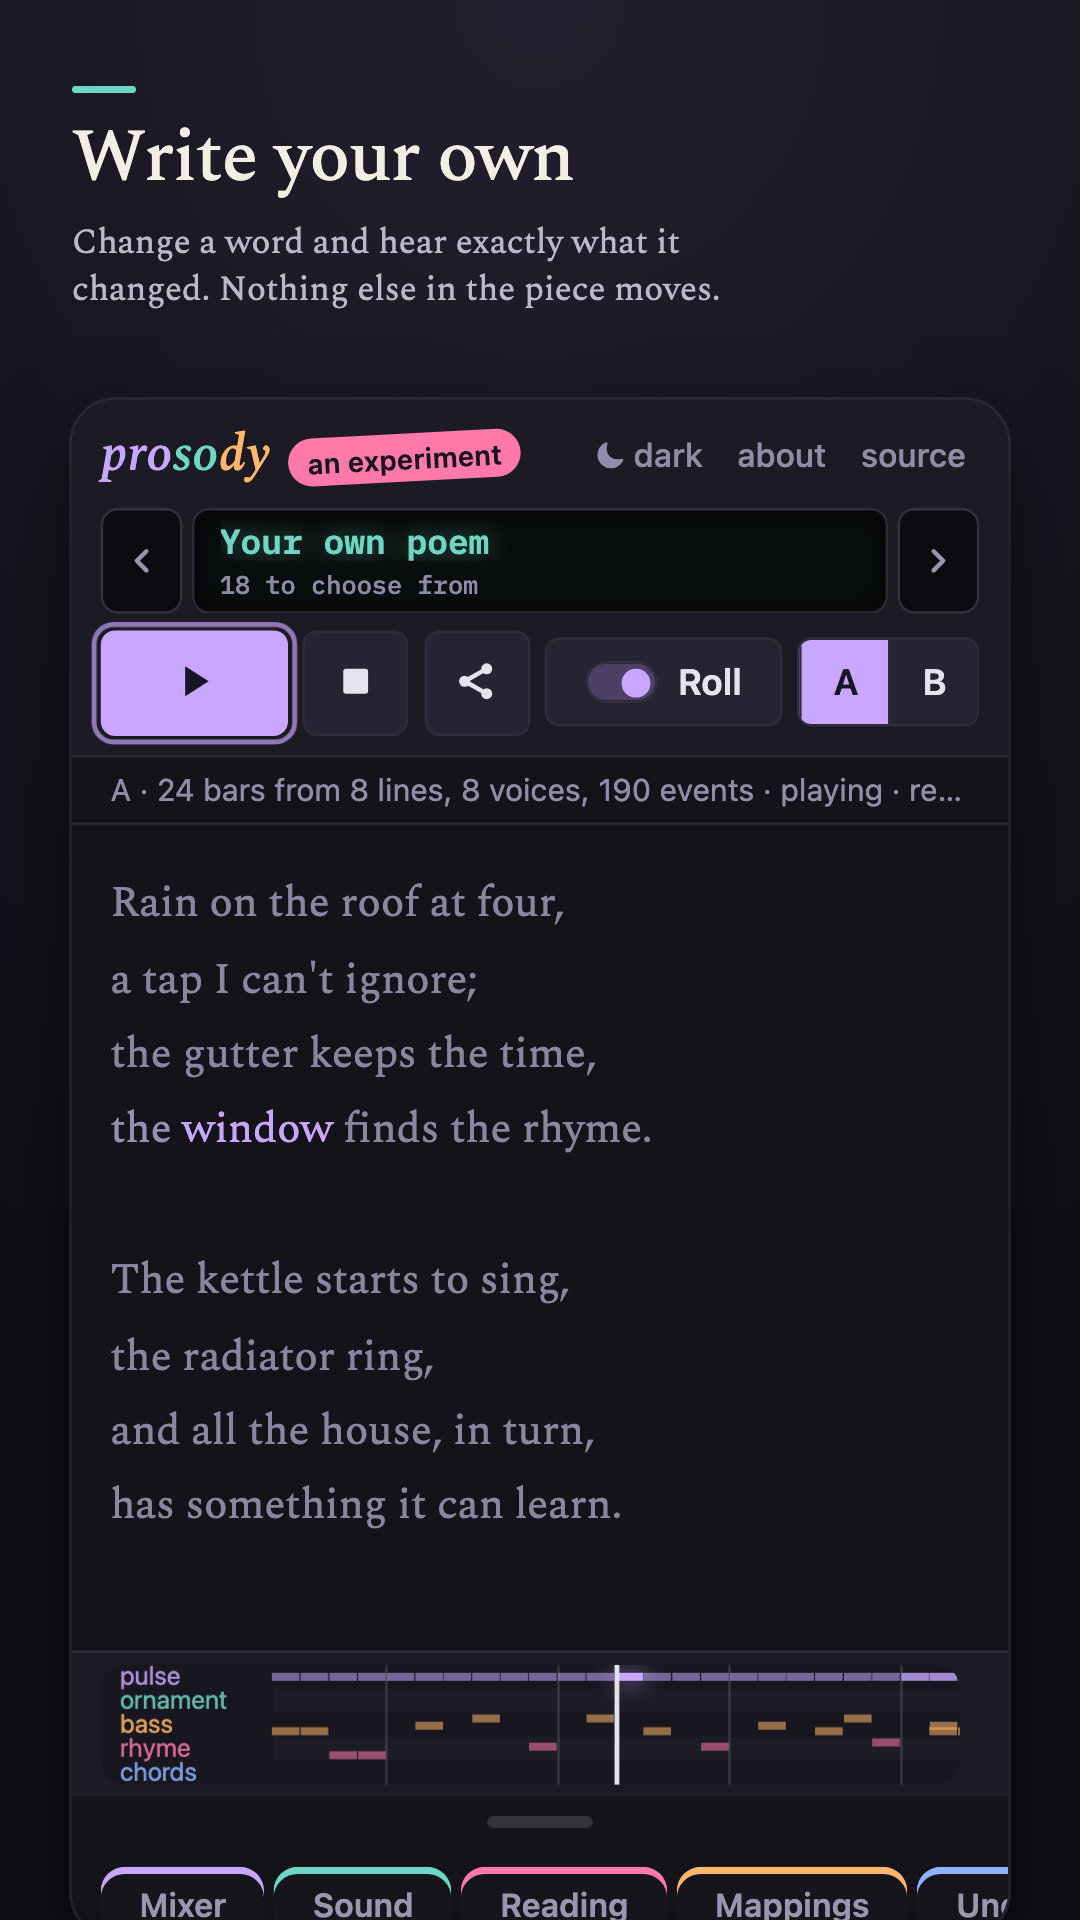 Write your own
Change a word and hear exactly what it
changed. Nothing else in the piece moves.
prosody
an experiment
dark
about
source
Your own poem
18 to choose from
Roll
A
B
A · 24 bars from 8 lines, 8 voices, 190 events · playing · re...
Rain on the roof at four,
a tap I can't ignore;
the gutter keeps the time,
the window finds the rhyme.
The kettle starts to sing,
the radiator ring,
and all the house, in turn,
has something it can learn.
pulse
ornament
bass
rhyme
chords
Mixer
Sound
Reading
Mappings